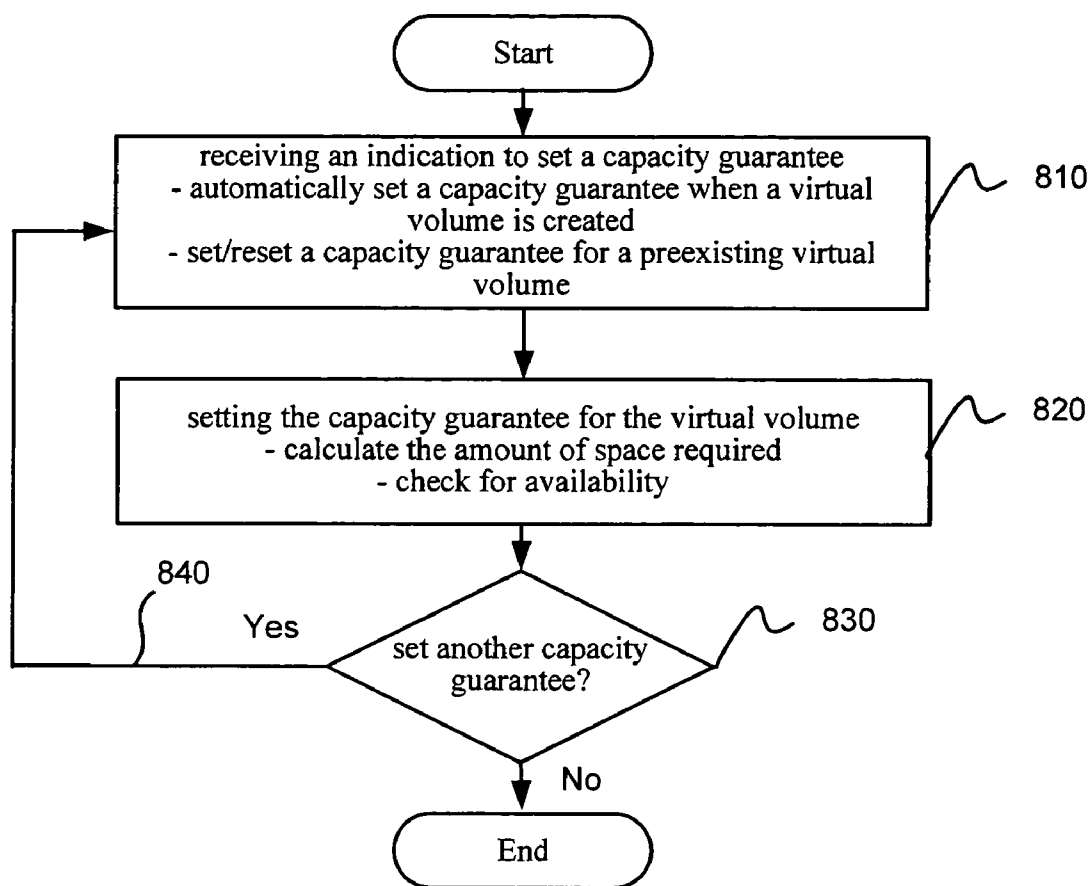 Start
receiving an indication to set a capacity guarantee
- automatically set a capacity guarantee when a virtual
volume is created
- set/reset a capacity guarantee for a preexisting virtual
volume
810
setting the capacity guarantee for the virtual volume
- calculate the amount of space required
- check for availability
820
840
Yes
set another capacity
guarantee?
830
No
End